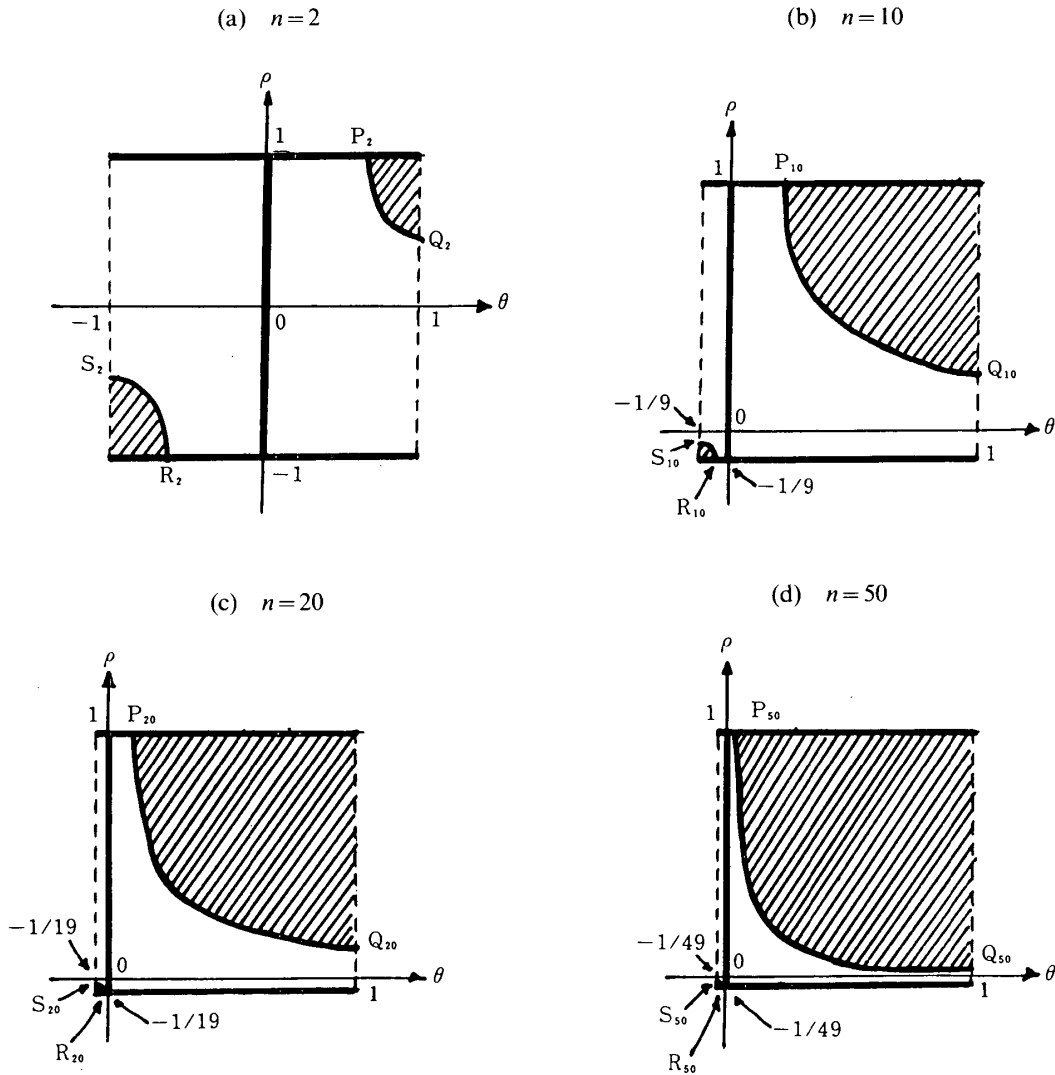 (a) n=2
ρ
1
P₂
Q₂
−1
0
1
θ
S₂
R₂
−1
(b) n=10
ρ
1
P₁₀
Q₁₀
−1/9
0
θ
S₁₀
1
−1/9
R₁₀
(c) n=20
ρ
1
P₂₀
−1/19
Q₂₀
0
θ
S₂₀
1
−1/19
R₂₀
(d) n=50
ρ
1
P₅₀
−1/49
Q₅₀
0
θ
S₅₀
1
−1/49
R₅₀